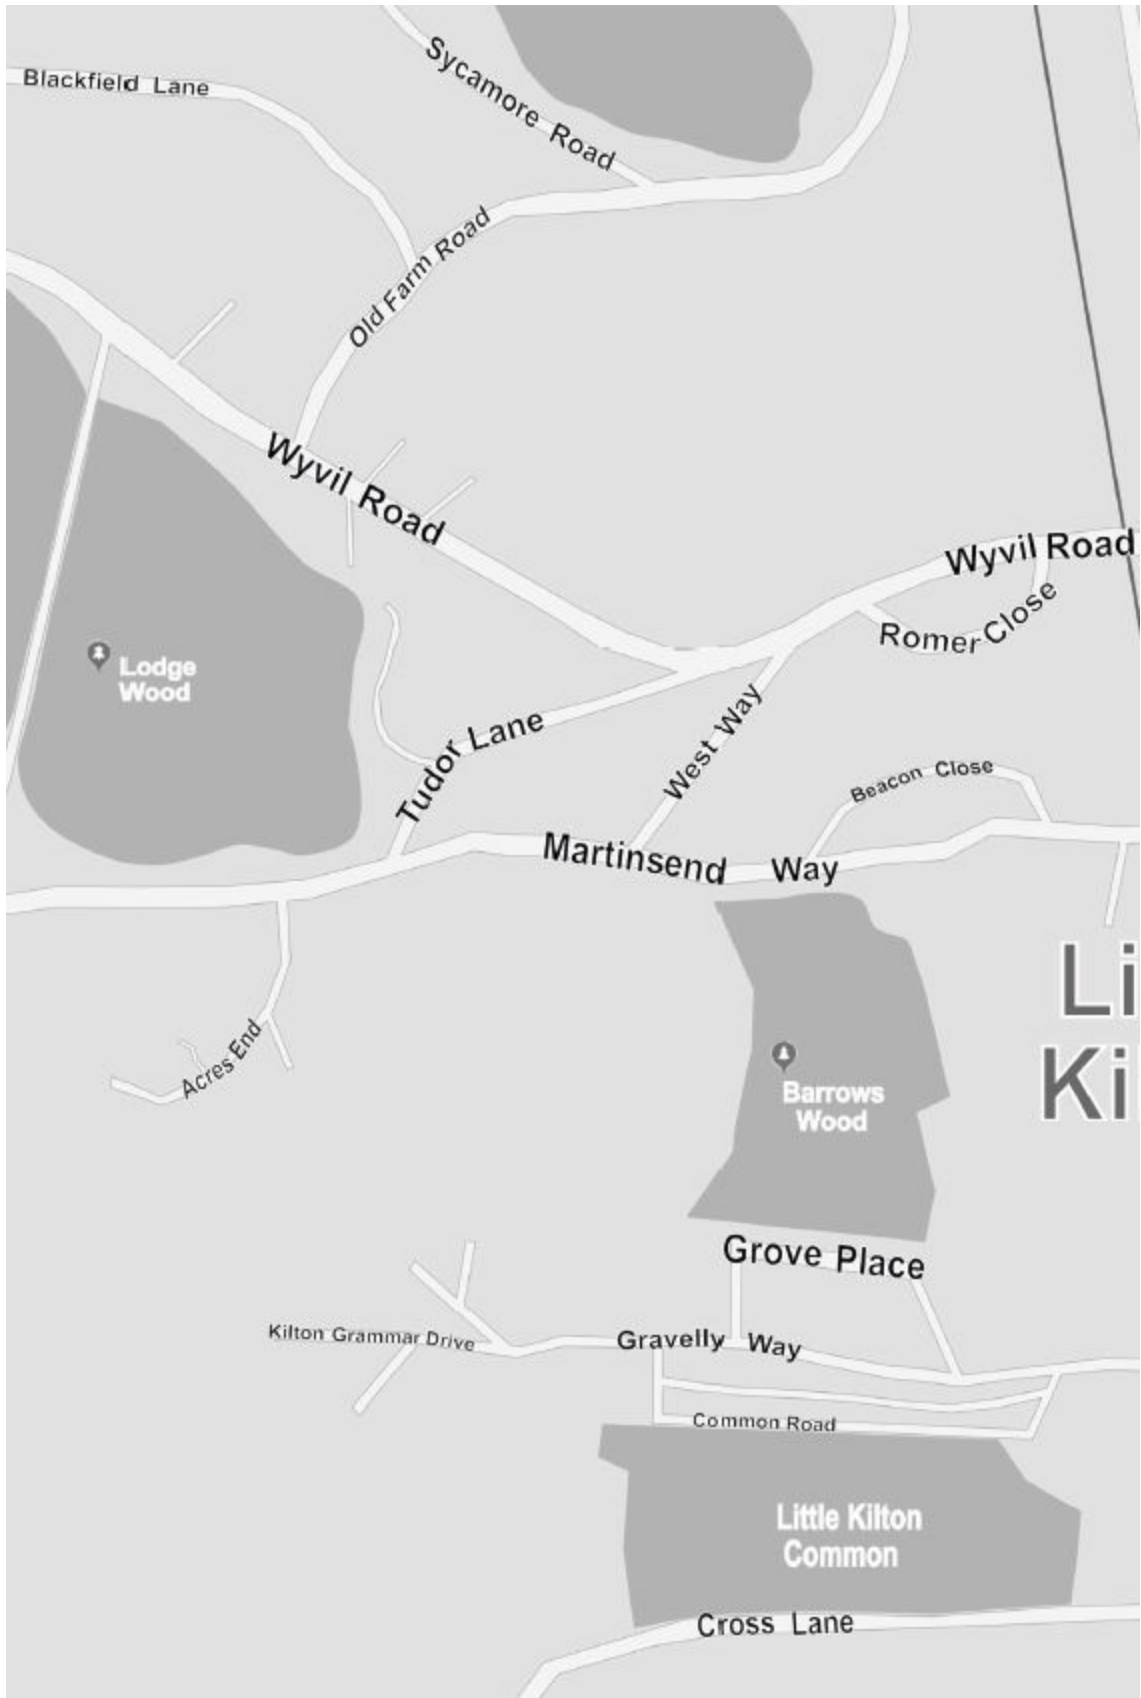 Sycamore Road
Blackfield Lane
Old Farm Road
Wyvil Road
Wyvil Road
Romer Close
Lodge
Wood
West Way
Tudor Lane
Beacon Close
Martinsend Way
Li
Ki
Acres End
Barrows
Wood
Grove Place
Kilton Grammar Drive
Gravelly Way
Common Road
Little Kilton
Common
Cross Lane